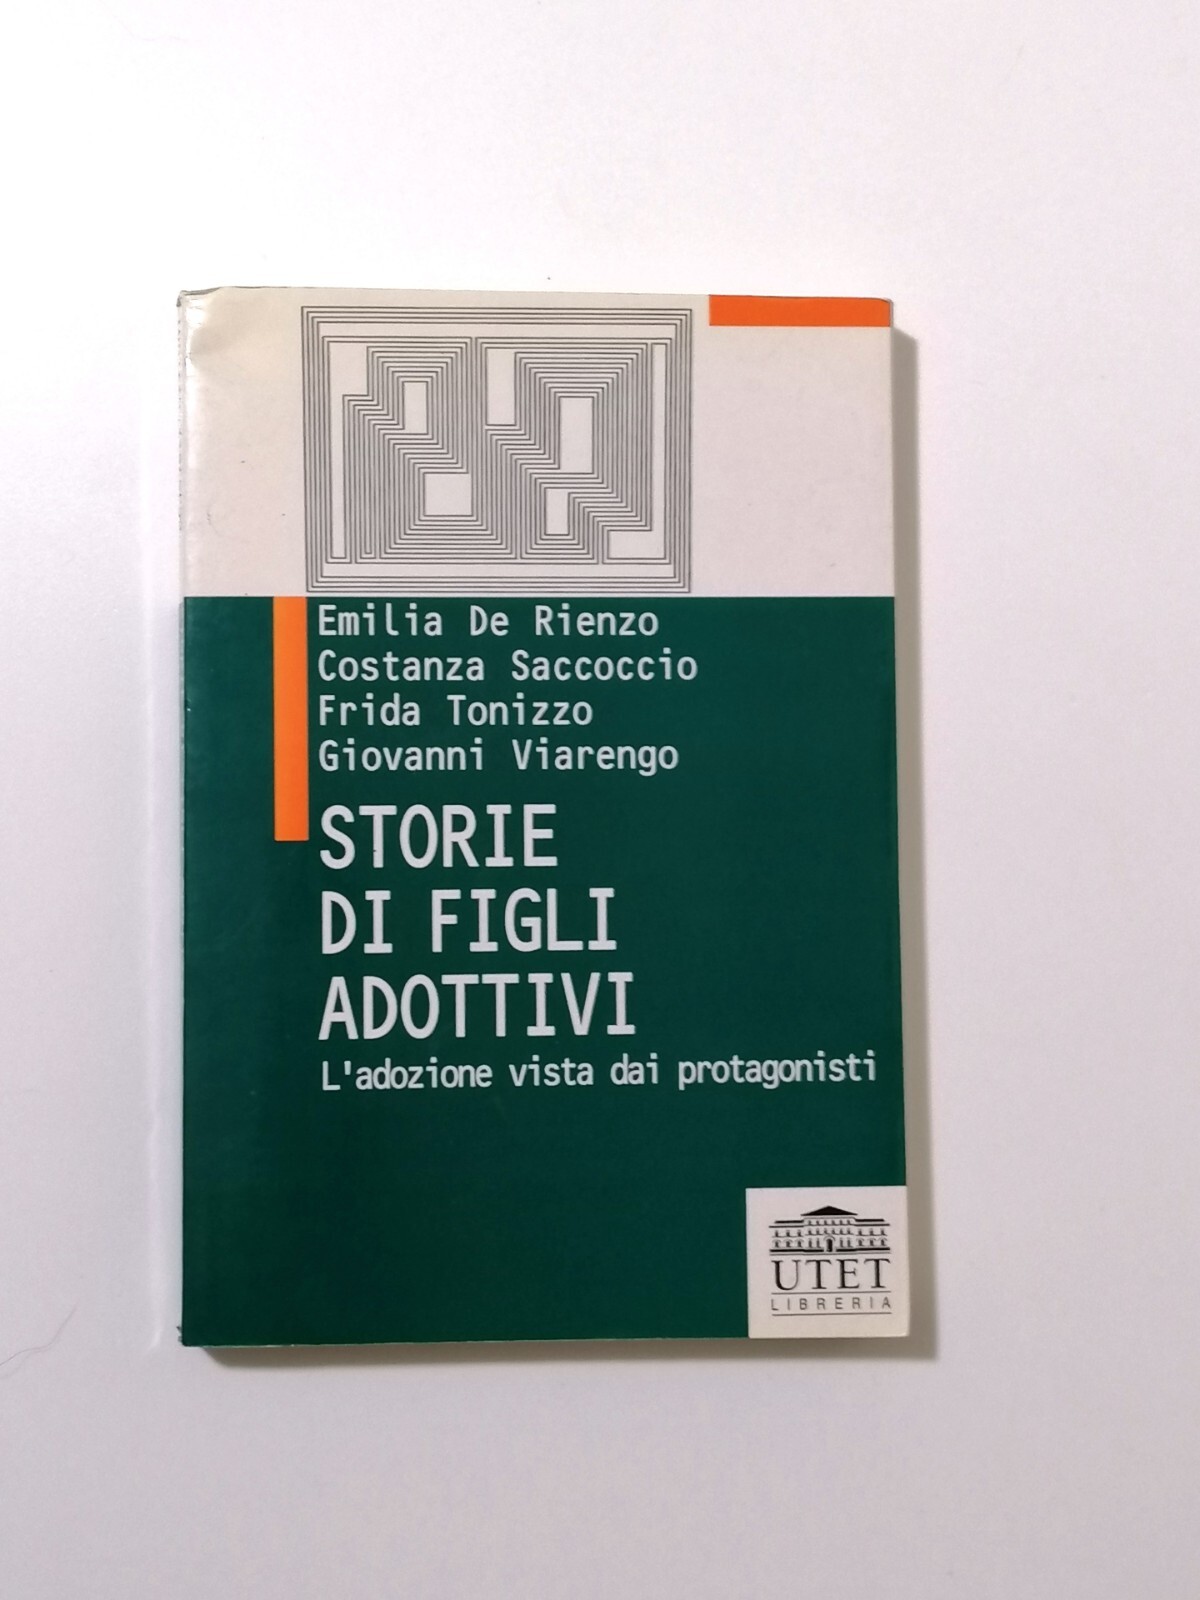 Emilia De Rienzo
Costanza Saccoccio
Frida Tonizzo
Giovanni Viarengo
STORIE
DI FIGLI
ADOTTIVI
L'adozione vista dai protagonisti
UTET
LIBRERIA